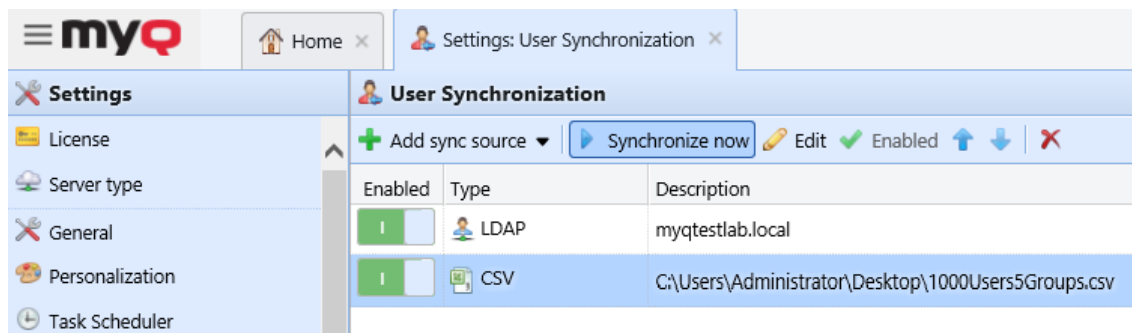 myQ
Home
Settings: User Synchronization
Settings
License
Server type
General
Personalization
Task Scheduler
User Synchronization
Add sync source Synchronize now Edit Enabled
Enabled Type Description
LDAP myqtestlab.local
CSV C:\Users\Administrator\Desktop\1000Users5Groups.csv